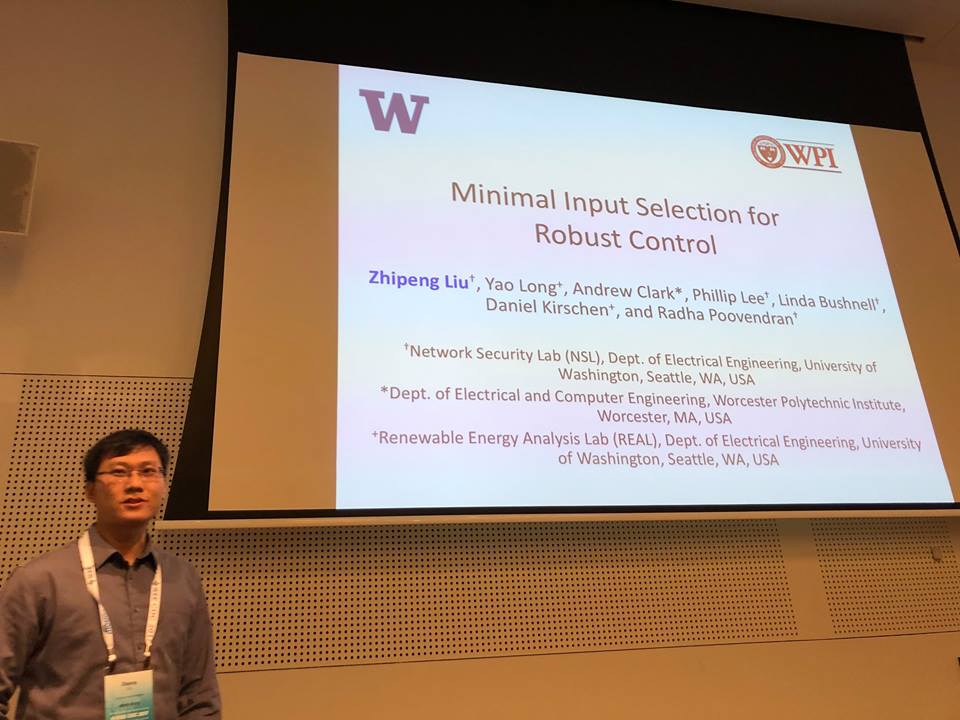 W
WPI
Minimal Input Selection for
Robust Control
Zhipeng Liu†, Yao Long⁺, Andrew Clark*, Phillip Lee†, Linda Bushnell†,
Daniel Kirschen⁺, and Radha Poovendran†
†Network Security Lab (NSL), Dept. of Electrical Engineering, University of
Washington, Seattle, WA, USA
*Dept. of Electrical and Computer Engineering, Worcester Polytechnic Institute,
Worcester, MA, USA
⁺Renewable Energy Analysis Lab (REAL), Dept. of Electrical Engineering, University
of Washington, Seattle, WA, USA